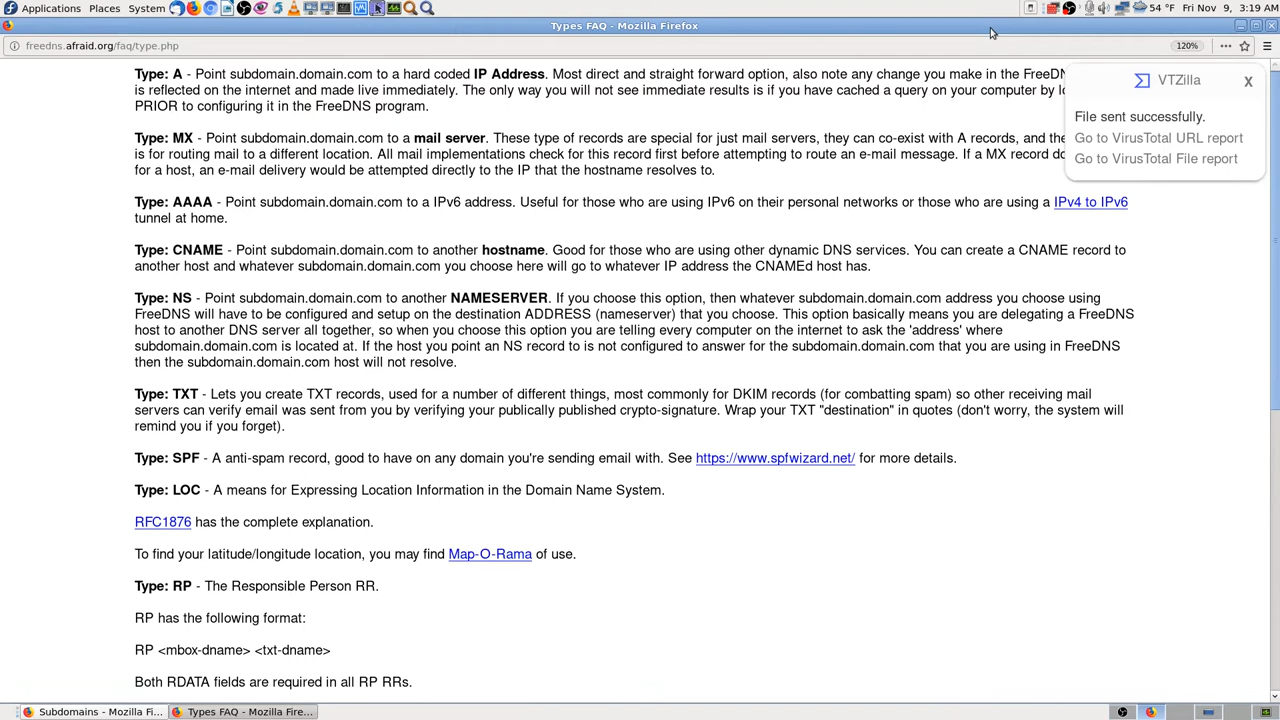 Applications Places System 54 °F Fri Nov 9, 3:19 AM
Types FAQ - Mozilla Firefox
freedns.afraid.org/faq/type.php 120%
Type: A - Point subdomain.domain.com to a hard coded IP Address. Most direct and straight forward option, also note any change you make in the FreeD
is reflected on the internet and made live immediately. The only way you will not see immediate results is if you have cached a query on your computer by
PRIOR to configuring it in the FreeDNS program.
VTZilla X
File sent successfully.
Go to VirusTotal URL report
Go to VirusTotal File report
Type: MX - Point subdomain.domain.com to a mail server. These type of records are special for just mail servers, they can co-exist with A records, and
is for routing mail to a different location. All mail implementations check for this record first before attempting to route an e-mail message. If a MX record
for a host, an e-mail delivery would be attempted directly to the IP that the hostname resolves to.
Type: AAAA - Point subdomain.domain.com to a IPv6 address. Useful for those who are using IPv6 on their personal networks or those who are using a IPv4 to IPv6
tunnel at home.
Type: CNAME - Point subdomain.domain.com to another hostname. Good for those who are using other dynamic DNS services. You can create a CNAME record to
another host and whatever subdomain.domain.com you choose here will go to whatever IP address the CNAMEd host has.
Type: NS - Point subdomain.domain.com to another NAMESERVER. If you choose this option, then whatever subdomain.domain.com address you choose using
FreeDNS will have to be configured and setup on the destination ADDRESS (nameserver) that you choose. This option basically means you are delegating a FreeDNS
host to another DNS server all together, so when you choose this option you are telling every computer on the internet to ask the 'address' where
subdomain.domain.com is located at. If the host you point an NS record to is not configured to answer for the subdomain.domain.com that you are using in FreeDNS
then the subdomain.domain.com host will not resolve.
Type: TXT - Lets you create TXT records, used for a number of different things, most commonly for DKIM records (for combatting spam) so other receiving mail
servers can verify email was sent from you by verifying your publically published crypto-signature. Wrap your TXT "destination" in quotes (don't worry, the system will
remind you if you forget).
Type: SPF - A anti-spam record, good to have on any domain you're sending email with. See https://www.spfwizard.net/ for more details.
Type: LOC - A means for Expressing Location Information in the Domain Name System.
RFC1876 has the complete explanation.
To find your latitude/longitude location, you may find Map-O-Rama of use.
Type: RP - The Responsible Person RR.
RP has the following format:
RP <mbox-dname> <txt-dname>
Both RDATA fields are required in all RP RRs.
Subdomains - Mozilla Fi... Types FAQ - Mozilla Fire...